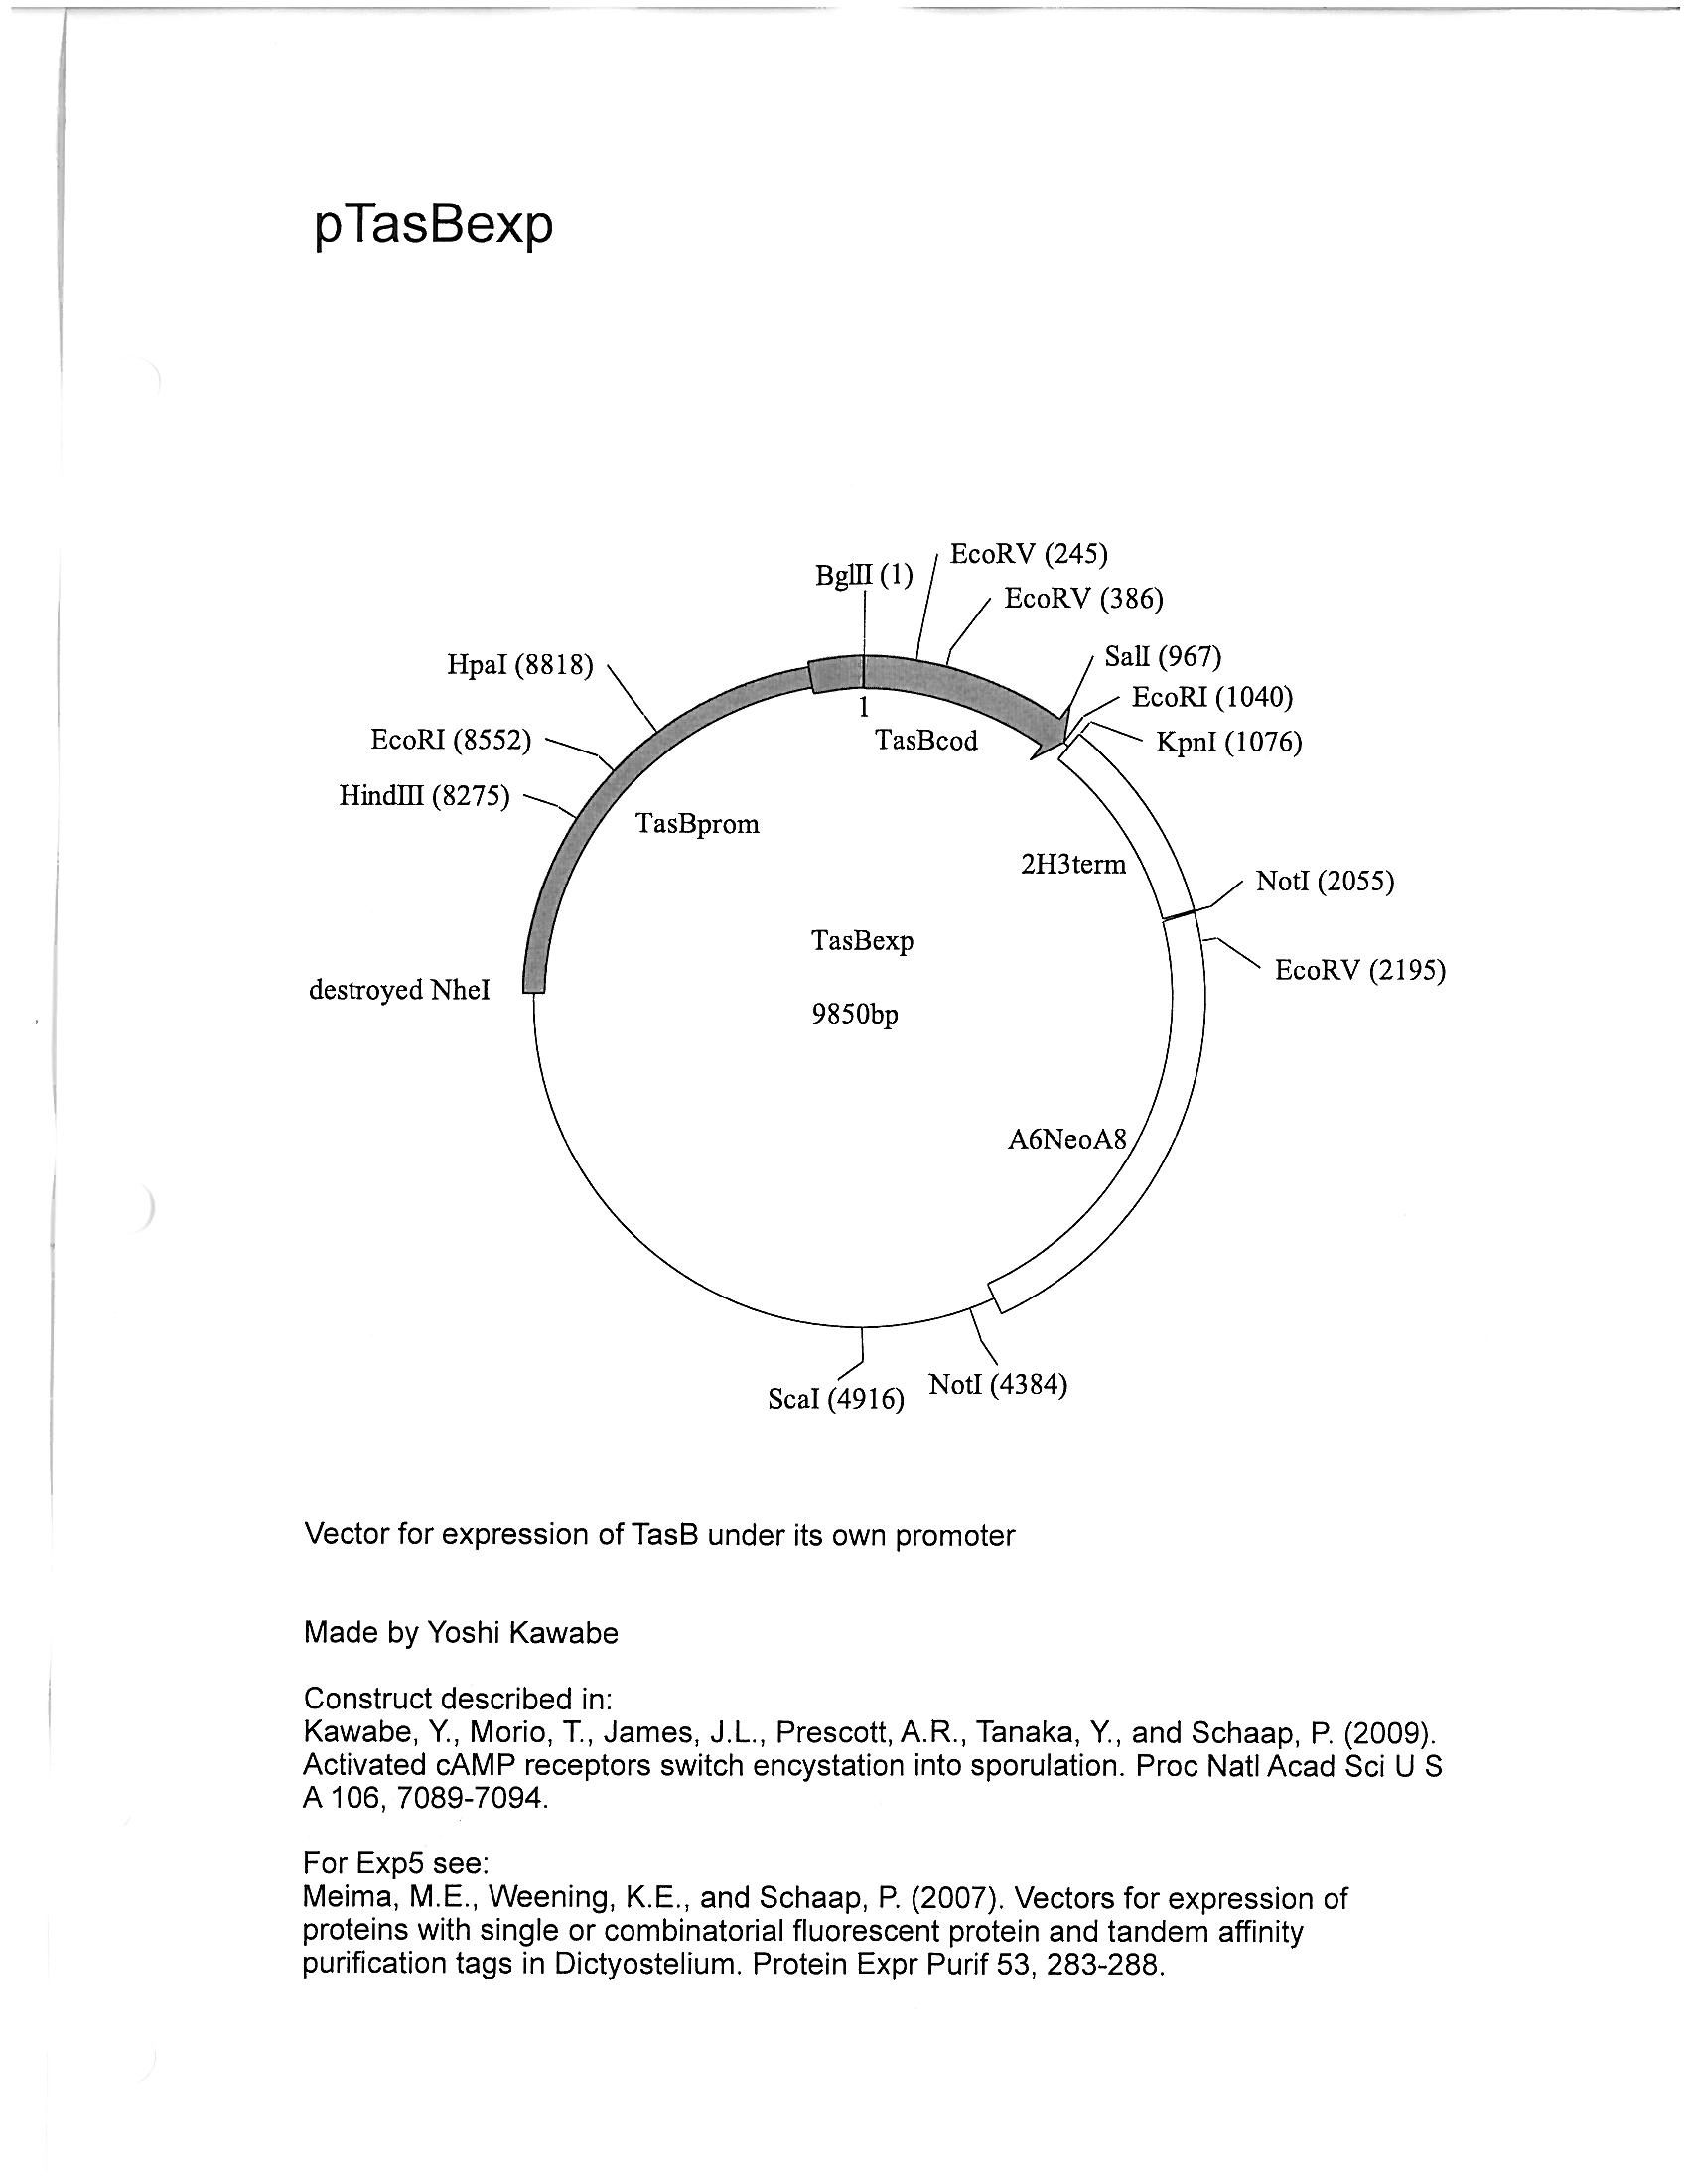 pTasBexp
BglII (1)
EcoRV (245)
EcoRV (386)
SalI (967)
EcoRI (1040)
KpnI (1076)
HpaI (8818)
EcoRI (8552)
HindIII (8275)
1
TasBcod
TasBprom
2H3term
NotI (2055)
EcoRV (2195)
TasBexp
9850bp
destroyed NheI
A6NeoA8
ScaI (4916)
NotI (4384)
Vector for expression of TasB under its own promoter
Made by Yoshi Kawabe
Construct described in:
Kawabe, Y., Morio, T., James, J.L., Prescott, A.R., Tanaka, Y., and Schaap, P. (2009).
Activated cAMP receptors switch encystation into sporulation. Proc Natl Acad Sci U S
A 106, 7089-7094.
For Exp5 see:
Meima, M.E., Weening, K.E., and Schaap, P. (2007). Vectors for expression of
proteins with single or combinatorial fluorescent protein and tandem affinity
purification tags in Dictyostelium. Protein Expr Purif 53, 283-288.